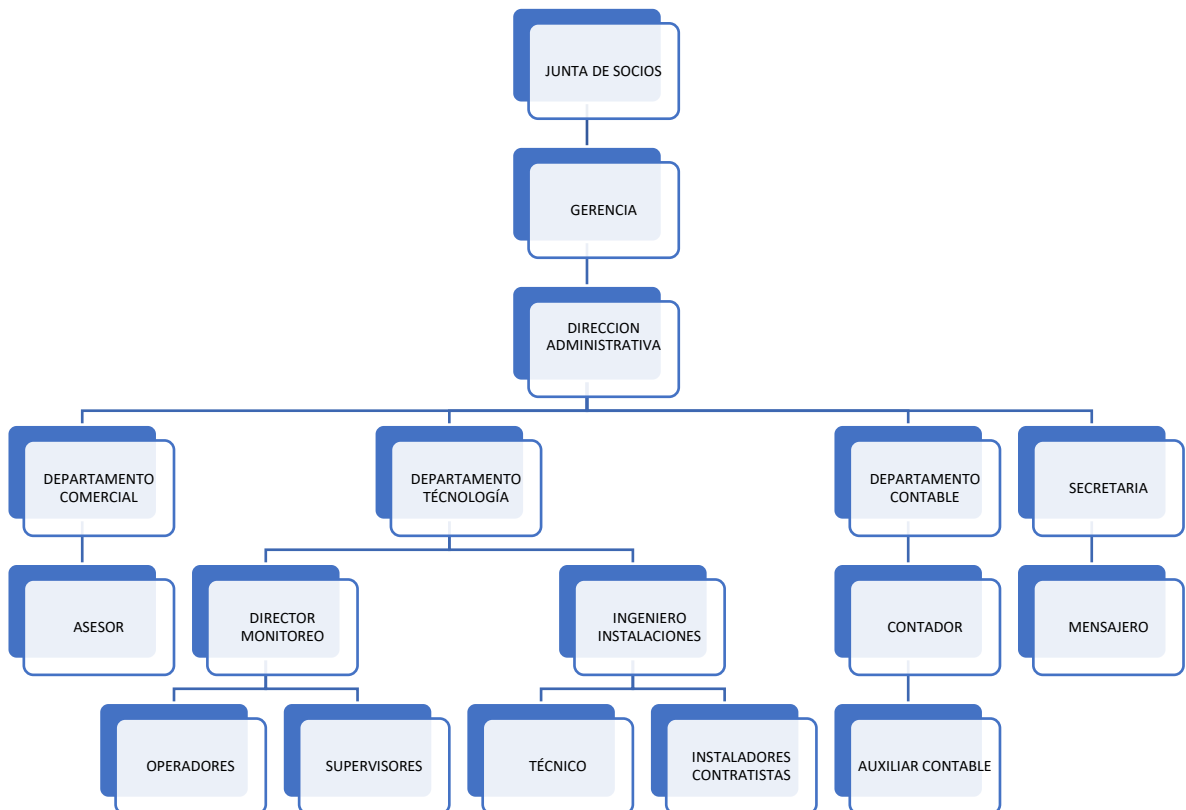 JUNTA DE SOCIOS
GERENCIA
DIRECCION
ADMINISTRATIVA
DEPARTAMENTO
COMERCIAL
DEPARTAMENTO
TÉCNOLOGÍA
DEPARTAMENTO
CONTABLE
SECRETARIA
ASESOR
DIRECTOR
MONITOREO
INGENIERO
INSTALACIONES
CONTADOR
MENSAJERO
OPERADORES
SUPERVISORES
TÉCNICO
INSTALADORES
CONTRATISTAS
AUXILIAR CONTABLE